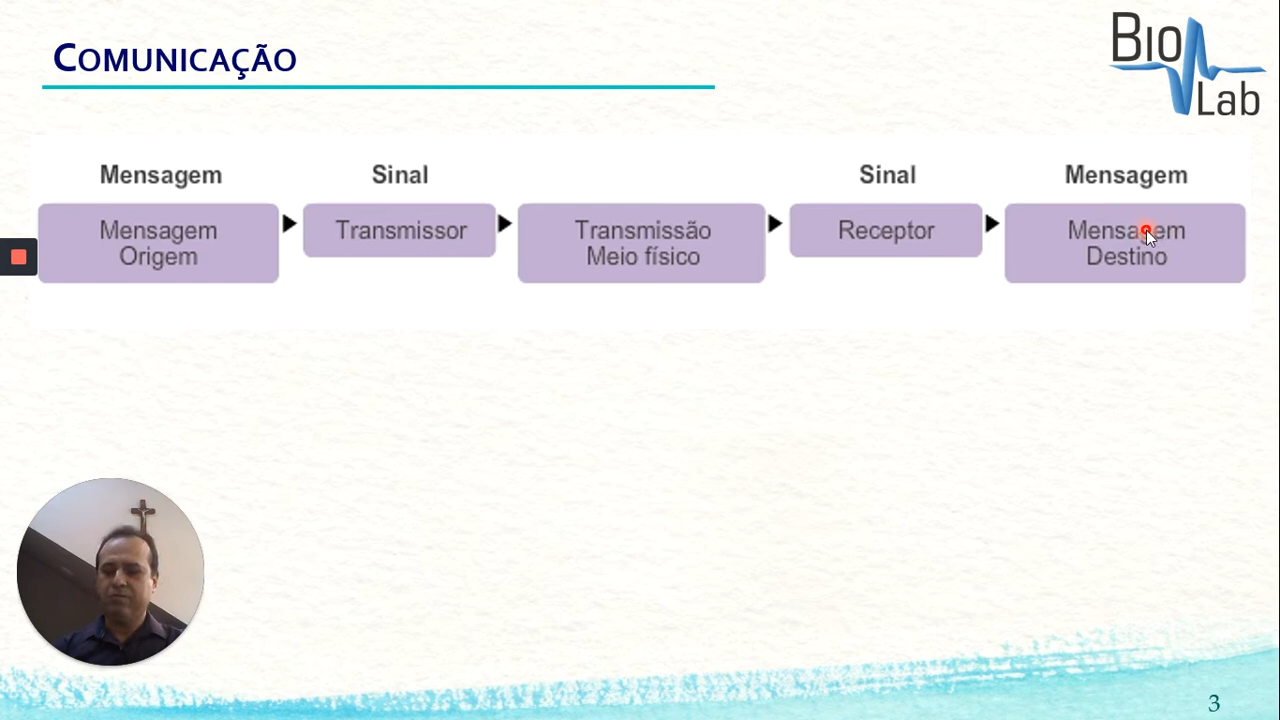 COMUNICAÇÃO
BIO
Lab
Mensagem
Sinal
Sinal
Mensagem
Mensagem
Origem
Transmissor
Transmissão
Meio físico
Receptor
Mensagem
Destino
3